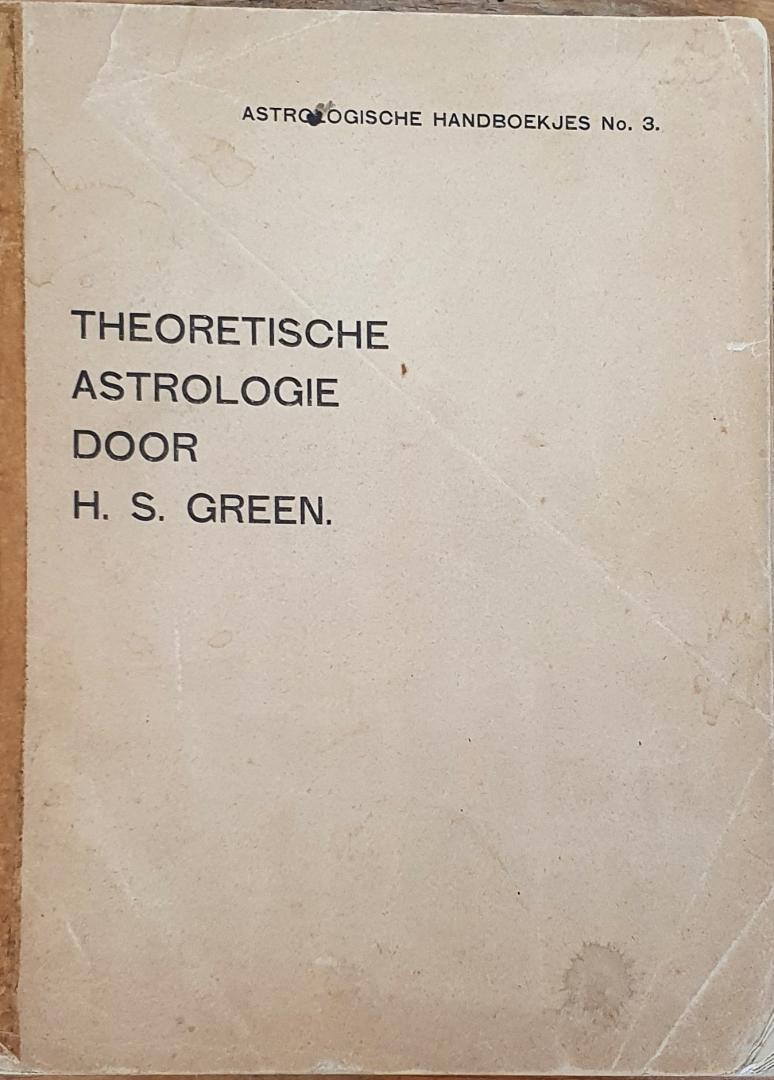 ASTROLOGISCHE HANDBOEKJES No. 3.
THEORETISCHE
ASTROLOGIE
DOOR
H. S. GREEN.